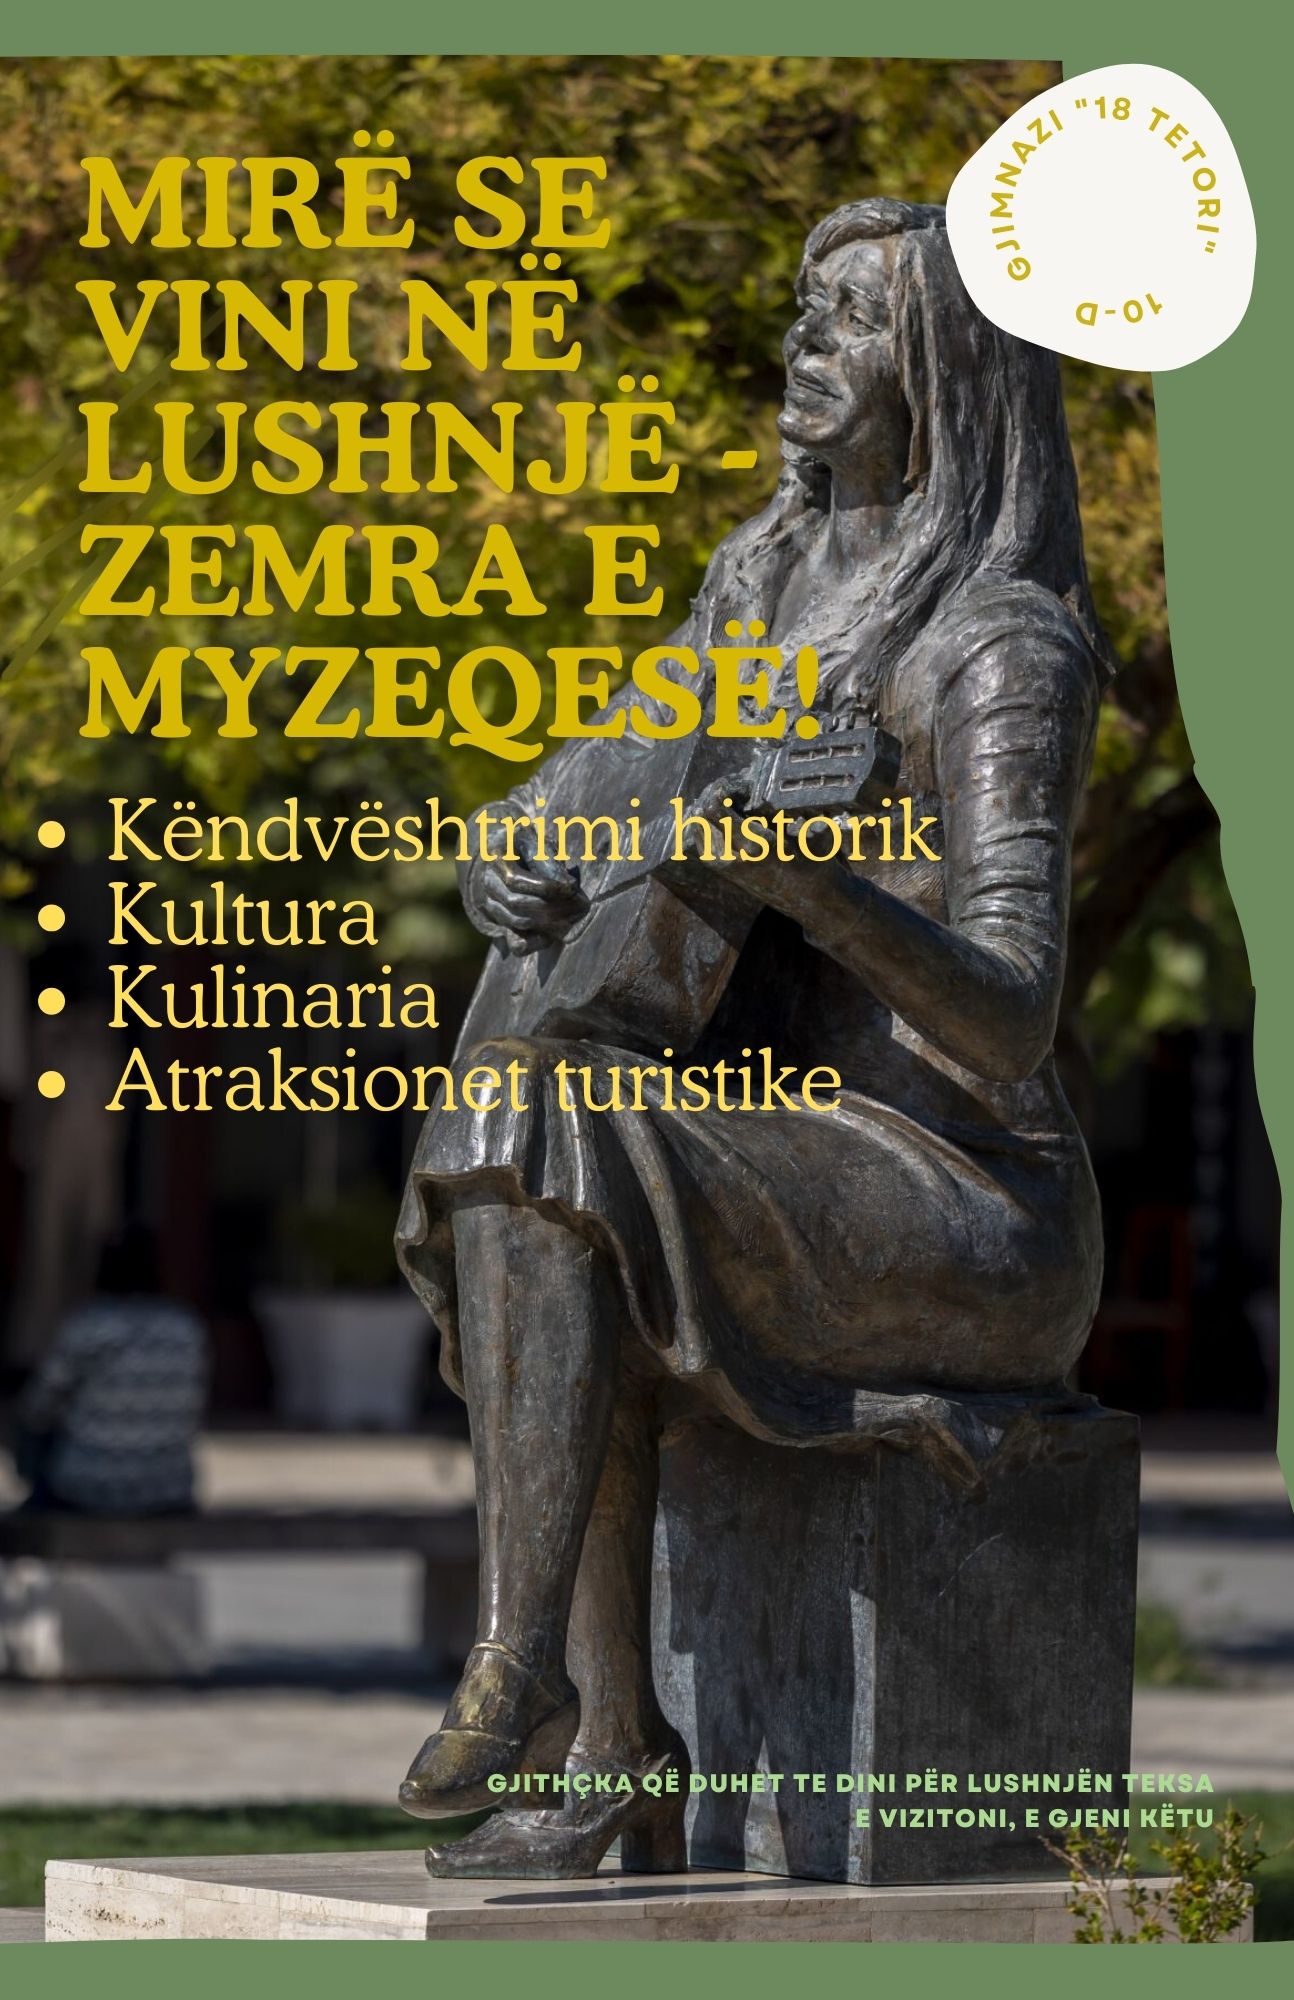 MIRË SE
VINI NË
LUSHNJË -
ZEMRA E
MYZEQESË!
GJIMNAZI "18 TETORI"
10-D
• Këndvështrimi historik
• Kultura
• Kulinaria
• Atraksionet turistike
GJITHÇKA QË DUHET TE DINI PËR LUSHNJËN TEKSA
E VIZITONI, E GJENI KËTU